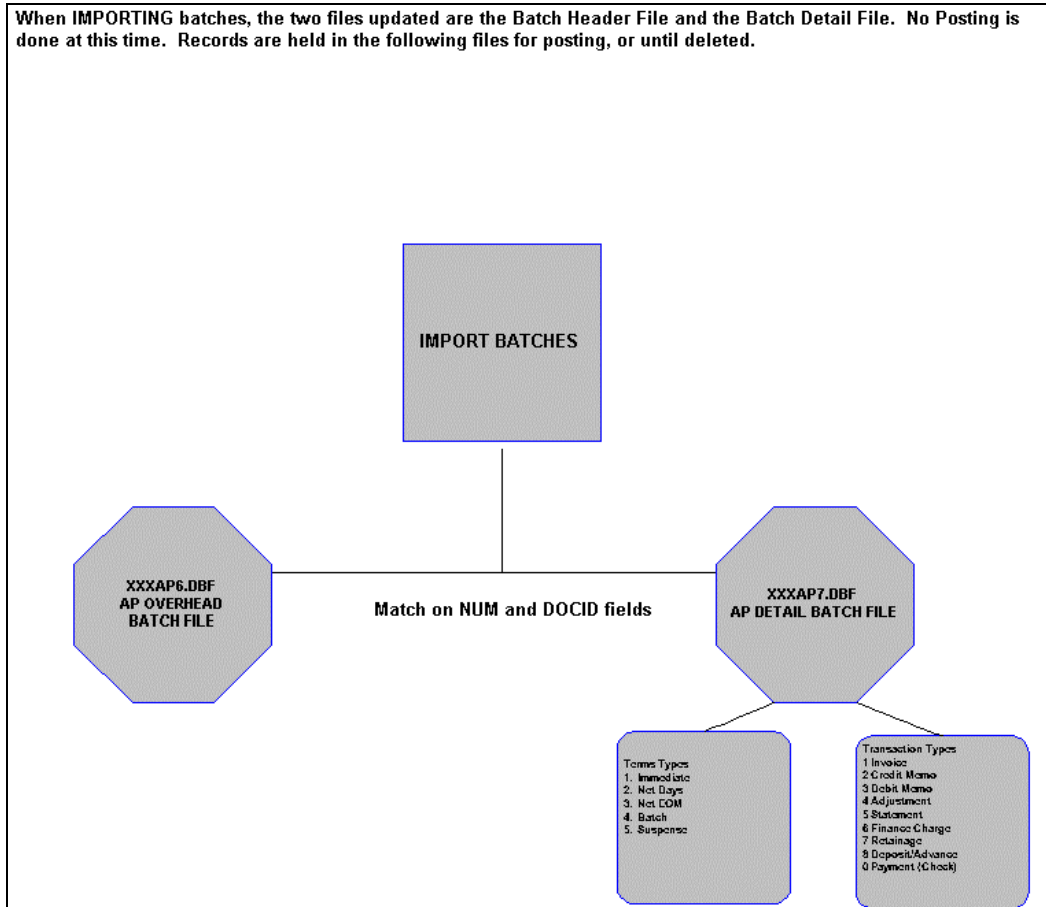 When IMPORTING batches, the two files updated are the Batch Header File and the Batch Detail File.  No Posting is
done at this time.  Records are held in the following files for posting, or until deleted.
IMPORT BATCHES
XXXAP6.DBF
AP OVERHEAD
BATCH FILE
Match on NUM and DOCID fields
XXXAP7.DBF
AP DETAIL BATCH FILE
Terms Types
1. Immediate
2. Net Days
3. Net EOM
4. Batch
5. Suspense
Transaction Types
1 Invoice
2 Credit Memo
3 Debit Memo
4 Adjustment
5 Statement
6 Finance Charge
7 Retainage
8 Deposit/Advance
0 Payment (Check)